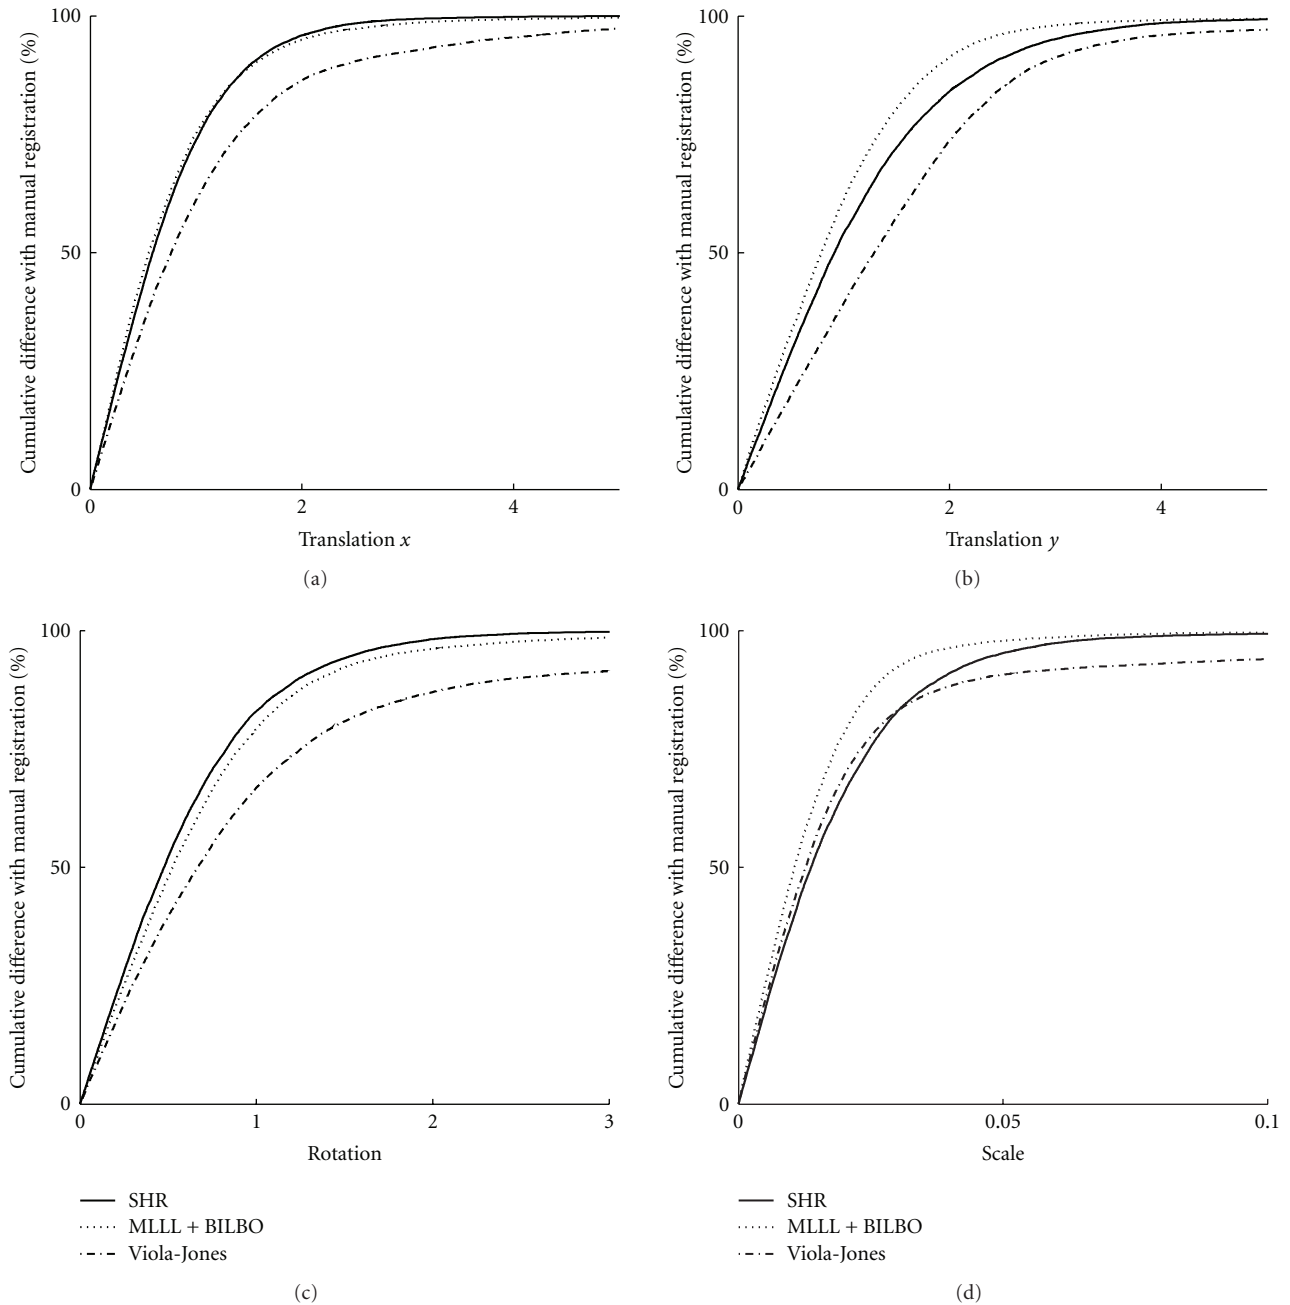 Cumulative difference with manual registration (%)
100
50
0
0 2 4
Translation x
(a)
Cumulative difference with manual registration (%)
100
50
0
0 2 4
Translation y
(b)
Cumulative difference with manual registration (%)
100
50
0
0 1 2 3
Rotation
SHR
MLLL + BILBO
Viola-Jones
(c)
Cumulative difference with manual registration (%)
100
50
0
0 0.05 0.1
Scale
SHR
MLLL + BILBO
Viola-Jones
(d)